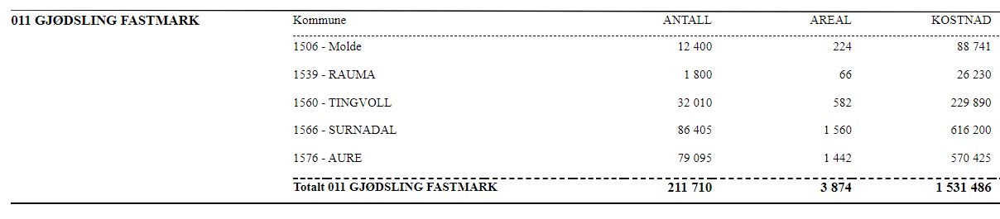 011 GJØDSLING FASTMARK Kommune ANTALL AREAL KOSTNAD
1506 - Molde 12 400 224 88 741
1539 - RAUMA 1 800 66 26 230
1560 - TINGVOLL 32 010 582 229 890
1566 - SURNADAL 86 405 1 560 616 200
1576 - AURE 79 095 1 442 570 425
Totalt 011 GJØDSLING FASTMARK 211 710 3 874 1 531 486